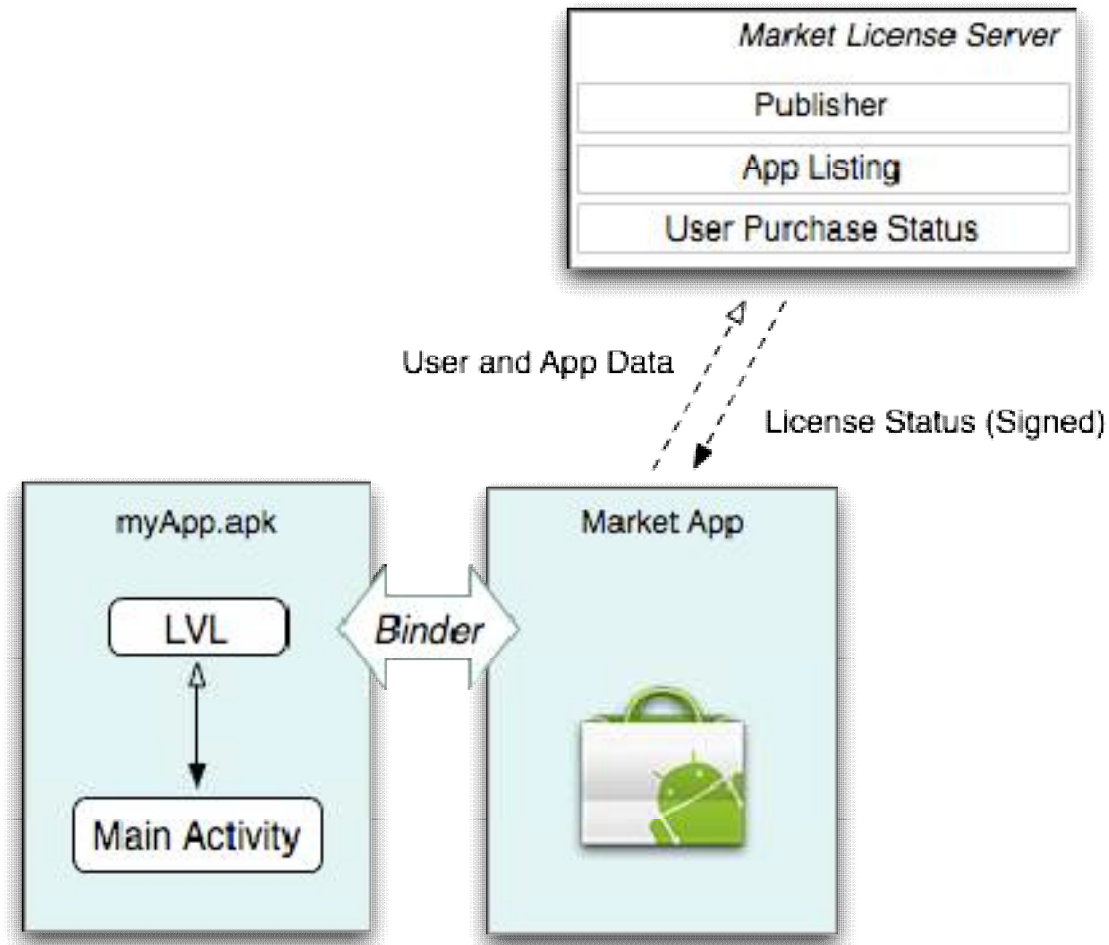 Market License Server
Publisher
App Listing
User Purchase Status
User and App Data
License Status (Signed)
myApp.apk
Market App
LVL
Binder
Main Activity